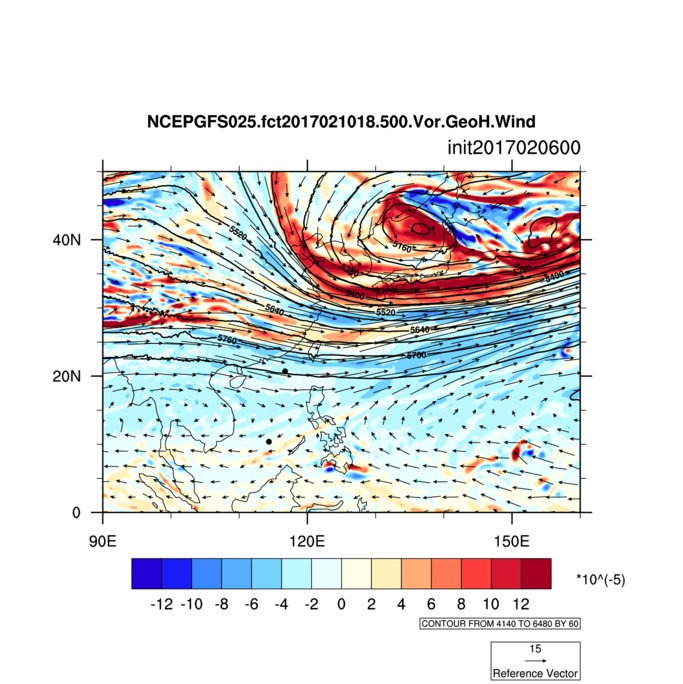 NCEPGFS025.fct2017021018.500.Vor.GeoH.Wind
init2017020600
40N
20N
0
90E 120E 150E
5520
5160
5280
5400
5400
5520
5640
5640
5760
5760
-12 -10 -8 -6 -4 -2 0 2 4 6 8 10 12
*10^(-5)
CONTOUR FROM 4140 TO 6480 BY 60
15
Reference Vector